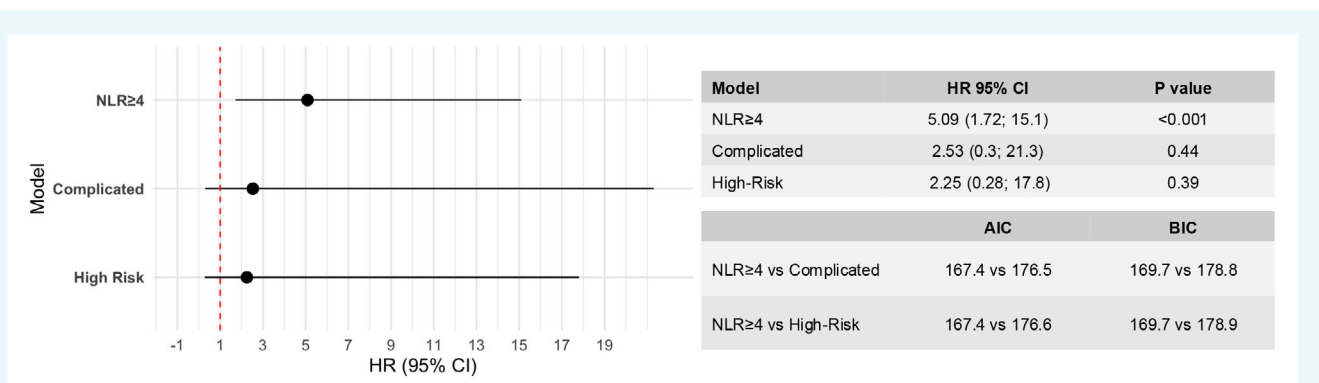 Model
NLR≥4
Complicated
High Risk
-1 1 3 5 7 9 11 13 15 17 19
HR (95% CI)
Model HR 95% CI P value
NLR≥4 5.09 (1.72; 15.1) <0.001
Complicated 2.53 (0.3; 21.3) 0.44
High-Risk 2.25 (0.28; 17.8) 0.39
AIC BIC
NLR≥4 vs Complicated 167.4 vs 176.5 169.7 vs 178.8
NLR≥4 vs High-Risk 167.4 vs 176.6 169.7 vs 178.9